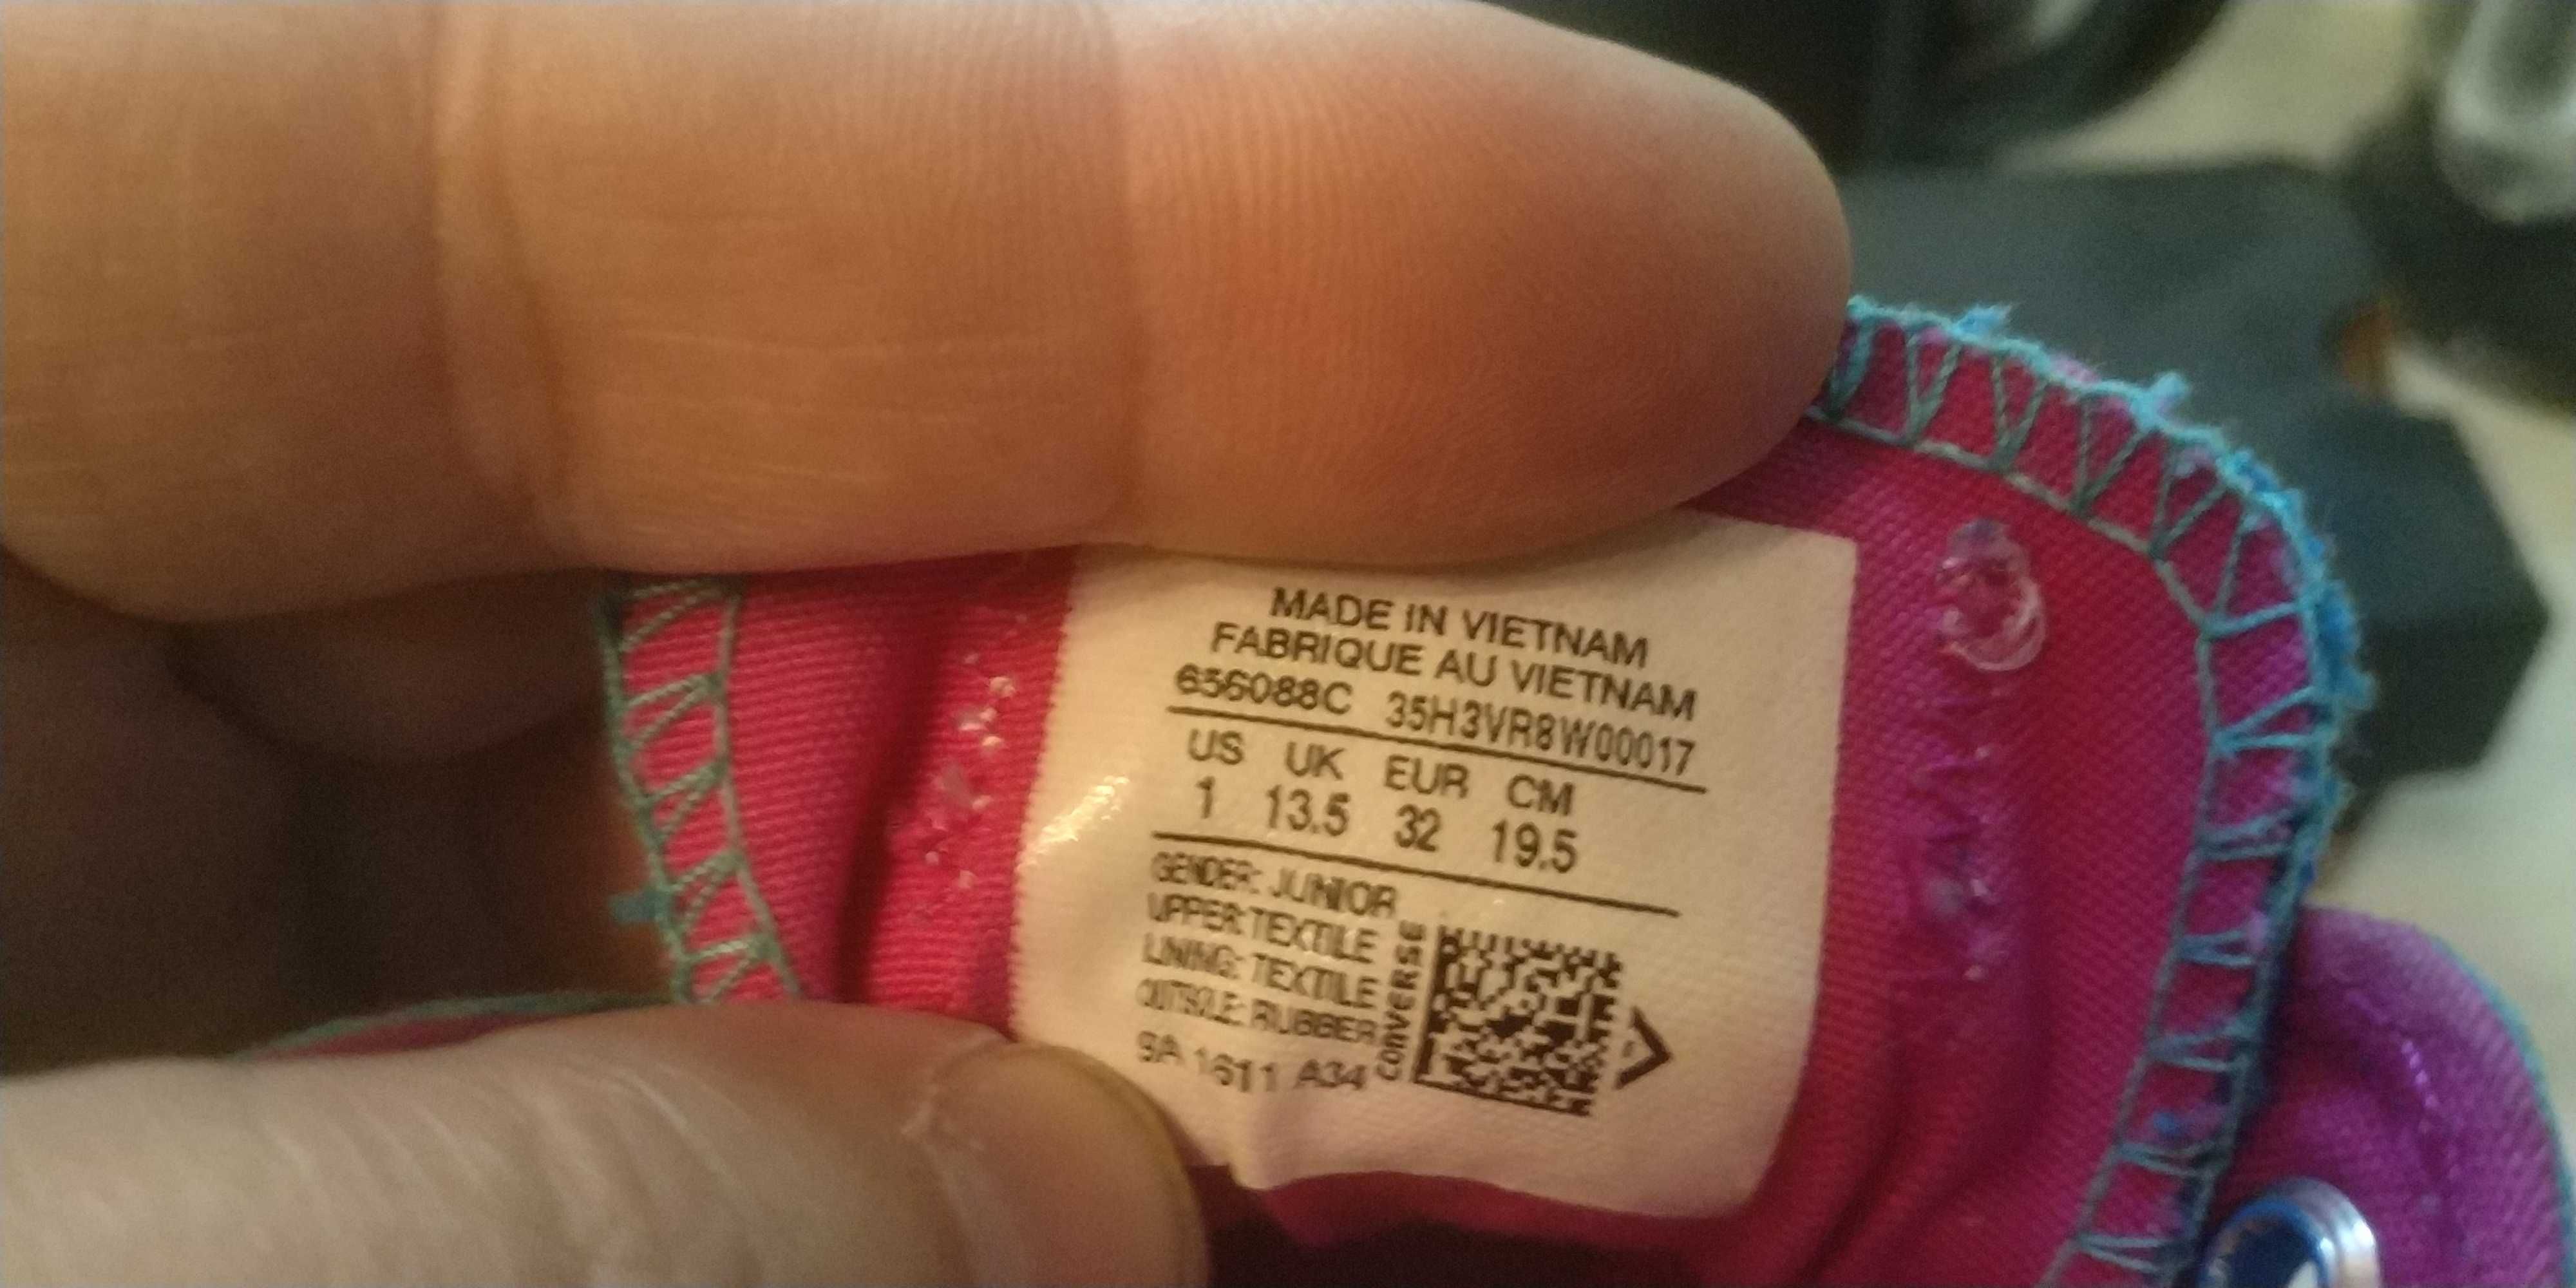 MADE IN VIETNAM
FABRIQUE AU VIETNAM
656088C 35H3VR8W00017
US UK EUR CM
1 13.5 32 19.5
GENDER: JUNIOR
UPPER: TEXTILE
LINING: TEXTILE
OUTSOLE: RUBBER
9A 1611 A34
CONVERSE